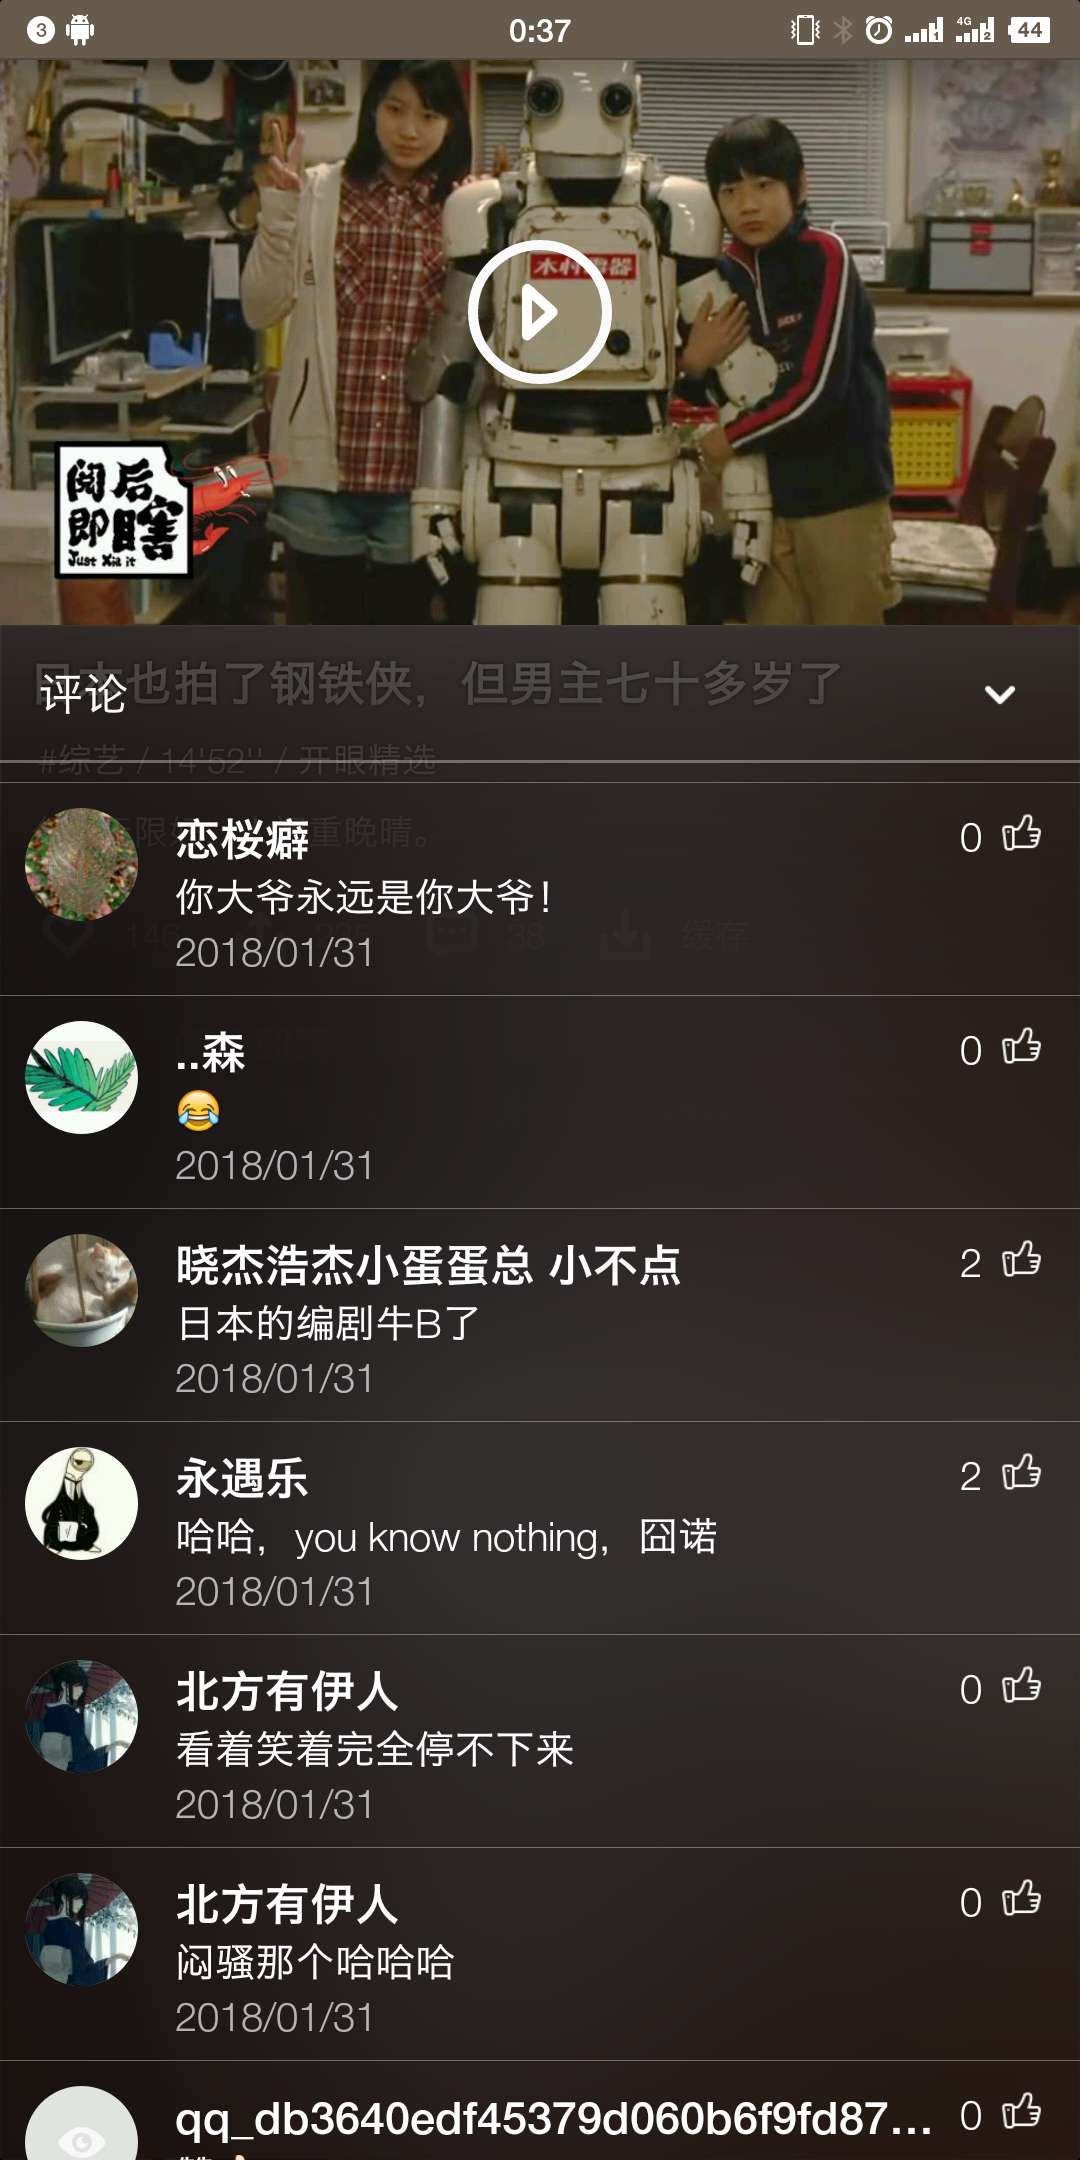 3
0:37
1
4G
2
44
木村電器
阅后
即瞎
Just Xia it
日本也拍了钢铁侠，但男主七十多岁了
评论
#综艺 / 14'52'' / 开眼精选
恋桜癖
0
你大爷永远是你大爷！
38
缓存
2018/01/31
..森
0
😂
2018/01/31
晓杰浩杰小蛋蛋总 小不点
2
日本的编剧牛B了
2018/01/31
永遇乐
2
哈哈，you know nothing，囧诺
2018/01/31
北方有伊人
0
看着笑着完全停不下来
2018/01/31
北方有伊人
0
闷骚那个哈哈哈
2018/01/31
qq_db3640edf45379d060b6f9fd87...
0